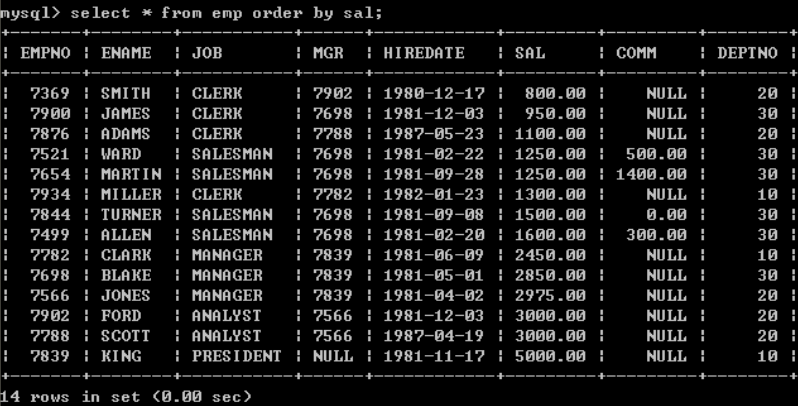 mysql> select * from emp order by sal;
+-------+--------+-----------+------+------------+---------+---------+--------+
¦ EMPNO ¦ ENAME  ¦ JOB       ¦ MGR  ¦ HIREDATE   ¦ SAL     ¦ COMM    ¦ DEPTNO ¦
+-------+--------+-----------+------+------------+---------+---------+--------+
¦  7369 ¦ SMITH  ¦ CLERK     ¦ 7902 ¦ 1980-12-17 ¦  800.00 ¦    NULL ¦     20 ¦
¦  7900 ¦ JAMES  ¦ CLERK     ¦ 7698 ¦ 1981-12-03 ¦  950.00 ¦    NULL ¦     30 ¦
¦  7876 ¦ ADAMS  ¦ CLERK     ¦ 7788 ¦ 1987-05-23 ¦ 1100.00 ¦    NULL ¦     20 ¦
¦  7521 ¦ WARD   ¦ SALESMAN  ¦ 7698 ¦ 1981-02-22 ¦ 1250.00 ¦  500.00 ¦     30 ¦
¦  7654 ¦ MARTIN ¦ SALESMAN  ¦ 7698 ¦ 1981-09-28 ¦ 1250.00 ¦ 1400.00 ¦     30 ¦
¦  7934 ¦ MILLER ¦ CLERK     ¦ 7782 ¦ 1982-01-23 ¦ 1300.00 ¦    NULL ¦     10 ¦
¦  7844 ¦ TURNER ¦ SALESMAN  ¦ 7698 ¦ 1981-09-08 ¦ 1500.00 ¦    0.00 ¦     30 ¦
¦  7499 ¦ ALLEN  ¦ SALESMAN  ¦ 7698 ¦ 1981-02-20 ¦ 1600.00 ¦  300.00 ¦     30 ¦
¦  7782 ¦ CLARK  ¦ MANAGER   ¦ 7839 ¦ 1981-06-09 ¦ 2450.00 ¦    NULL ¦     10 ¦
¦  7698 ¦ BLAKE  ¦ MANAGER   ¦ 7839 ¦ 1981-05-01 ¦ 2850.00 ¦    NULL ¦     30 ¦
¦  7566 ¦ JONES  ¦ MANAGER   ¦ 7839 ¦ 1981-04-02 ¦ 2975.00 ¦    NULL ¦     20 ¦
¦  7902 ¦ FORD   ¦ ANALYST   ¦ 7566 ¦ 1981-12-03 ¦ 3000.00 ¦    NULL ¦     20 ¦
¦  7788 ¦ SCOTT  ¦ ANALYST   ¦ 7566 ¦ 1987-04-19 ¦ 3000.00 ¦    NULL ¦     20 ¦
¦  7839 ¦ KING   ¦ PRESIDENT ¦ NULL ¦ 1981-11-17 ¦ 5000.00 ¦    NULL ¦     10 ¦
+-------+--------+-----------+------+------------+---------+---------+--------+
14 rows in set (0.00 sec)